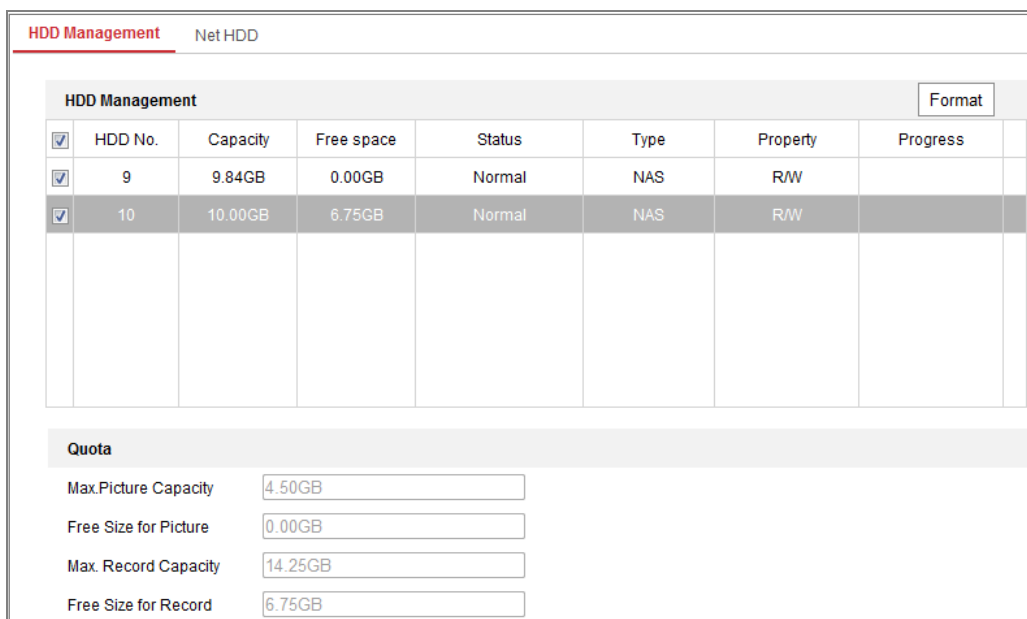 HDD Management Net HDD
HDD Management Format
HDD No. Capacity Free space Status Type Property Progress
9 9.84GB 0.00GB Normal NAS R/W
10 10.00GB 6.75GB Normal NAS R/W
Quota
Max.Picture Capacity 4.50GB
Free Size for Picture 0.00GB
Max. Record Capacity 14.25GB
Free Size for Record 6.75GB